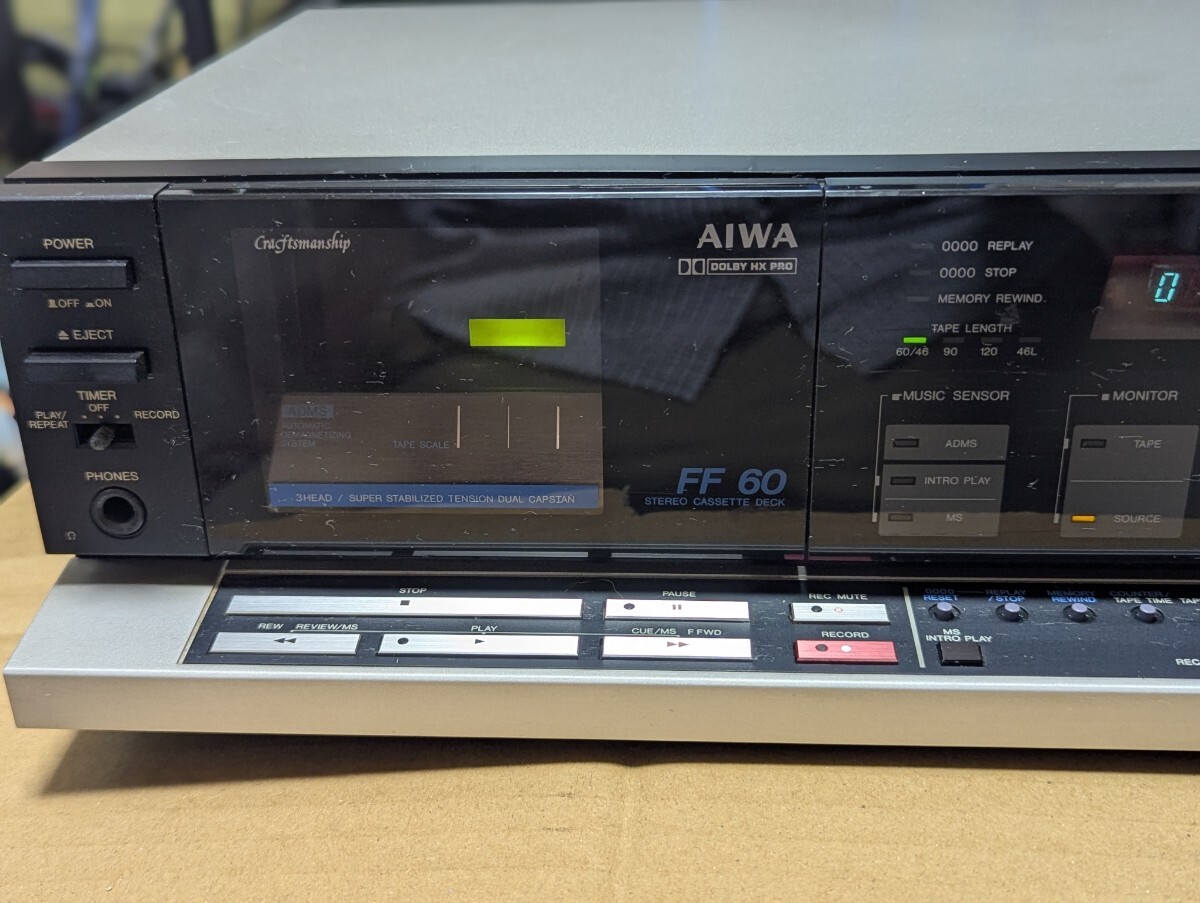 POWER
OFF ON
EJECT
TIMER
OFF
PLAY/
REPEAT
RECORD
PHONES
Ω
Craftsmanship
AIWA
DOLBY HX PRO
ADMS
AUTOMATIC
DEMAGNETIZING
SYSTEM
TAPE SCALE
3HEAD / SUPER STABILIZED TENSION DUAL CAPSTAN
FF 60
STEREO CASSETTE DECK
0000 REPLAY
0000 STOP
MEMORY REWIND
TAPE LENGTH
60/46 90 120 46L
0
MUSIC SENSOR
ADMS
INTRO PLAY
MS
MONITOR
TAPE
SOURCE
STOP
PAUSE
REC MUTE
REW REVIEW/MS
PLAY
CUE/MS F FWD
RECORD
0000 REPLAY MEMORY COUNTER/
RESET /STOP REWIND TAPE TIME TA
MS
INTRO PLAY
REC